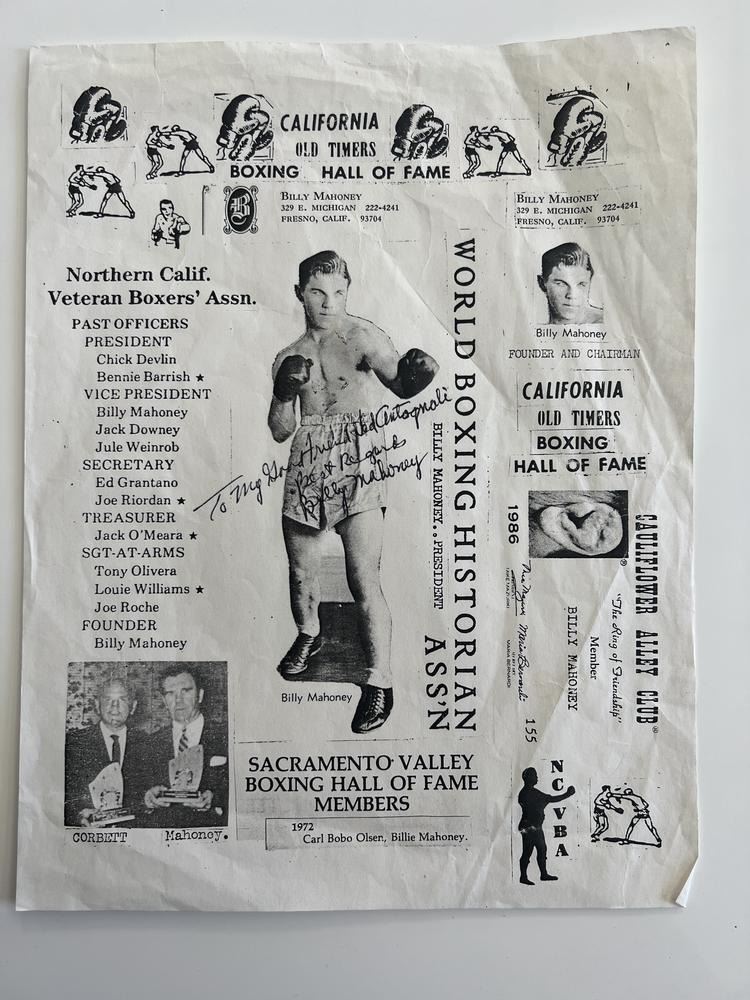 CALIFORNIA
OLD TIMERS
BOXING HALL OF FAME
B
BILLY MAHONEY
329 E. MICHIGAN 222-4241
FRESNO, CALIF. 93704
BILLY MAHONEY
329 E. MICHIGAN 222-4241
FRESNO, CALIF. 93704
Northern Calif.
Veteran Boxers' Assn.
PAST OFFICERS
PRESIDENT
Chick Devlin
Bennie Barrish ★
VICE PRESIDENT
Billy Mahoney
Jack Downey
Jule Weinrob
SECRETARY
Ed Grantano
Joe Riordan ★
TREASURER
Jack O'Meara ★
SGT-AT-ARMS
Tony Olivera
Louie Williams ★
Joe Roche
FOUNDER
Billy Mahoney
CORBETT Mahoney.
To My Good Friend
Best Regards
Billy Mahoney
Billy Mahoney
WORLD BOXING HISTORIAN
ASS'N
BILLY MAHONEY..PRESIDENT
SACRAMENTO VALLEY
BOXING HALL OF FAME
MEMBERS
1972
Carl Bobo Olsen, Billie Mahoney.
Billy Mahoney
FOUNDER AND CHAIRMAN
CALIFORNIA
OLD TIMERS
BOXING
HALL OF FAME
1986
CAULIFLOWER ALLEY CLUB®
"The Ring of Friendship"
Member
BILLY MAHONEY
MARIA BERNARDI
155
NCVBA